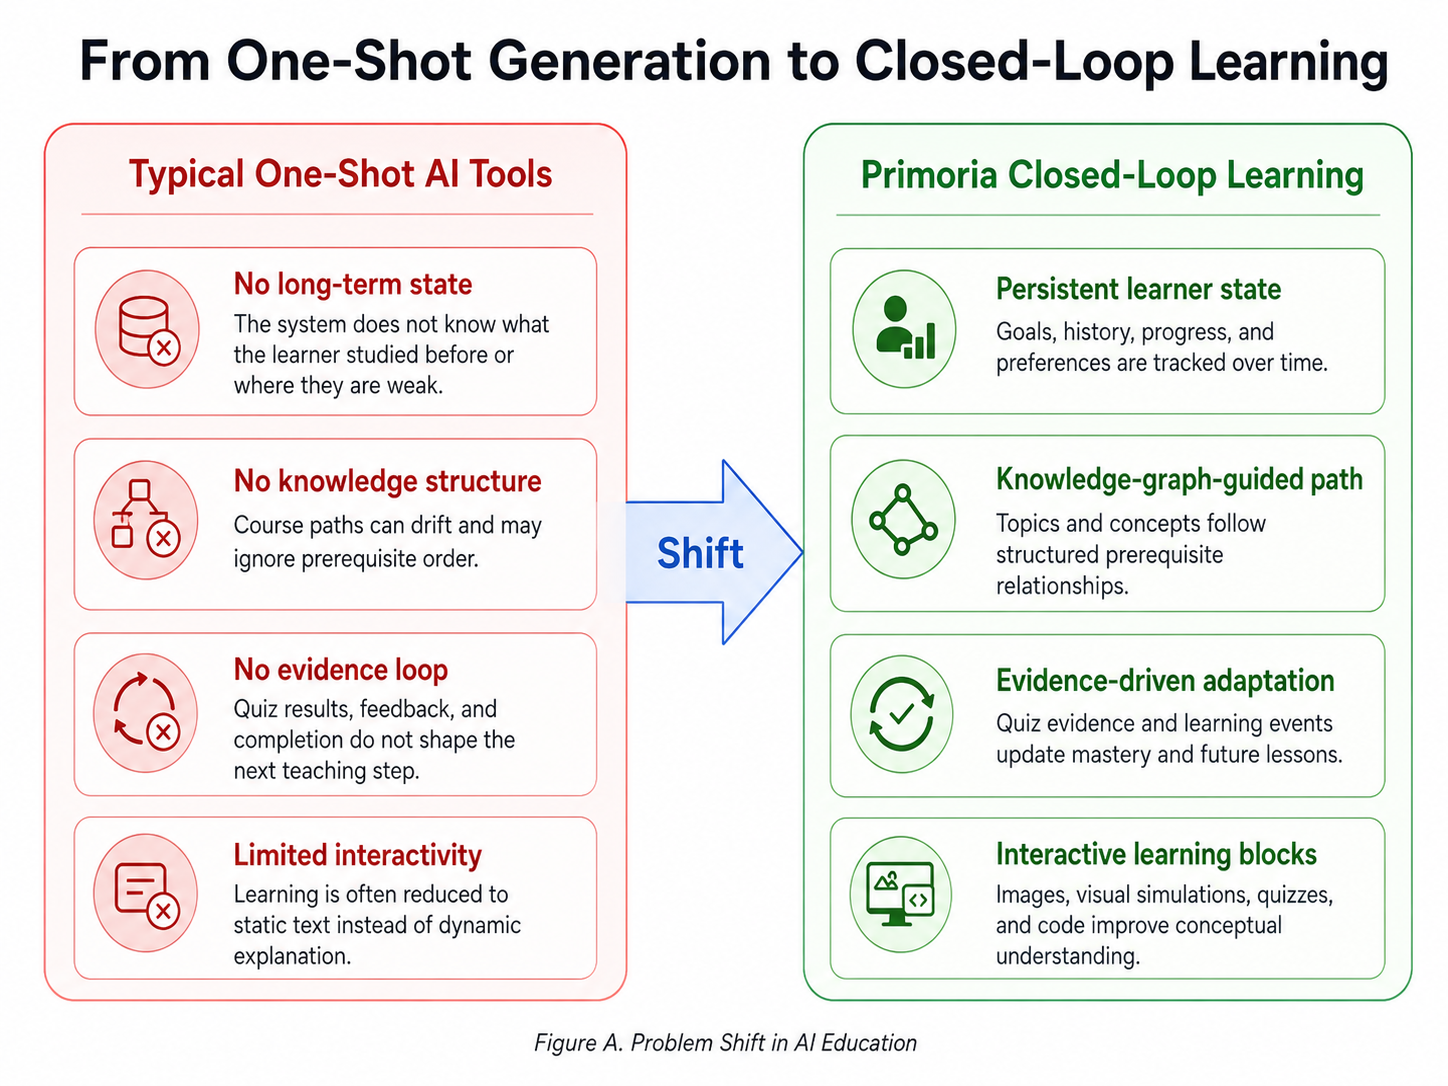 From One-Shot Generation to Closed-Loop Learning
Typical One-Shot AI Tools
No long-term state
The system does not know what
the learner studied before or
where they are weak.
No knowledge structure
Course paths can drift and may
ignore prerequisite order.
No evidence loop
Quiz results, feedback, and
completion do not shape the
next teaching step.
Limited interactivity
Learning is often reduced to
static text instead of dynamic
explanation.
Shift
Primoria Closed-Loop Learning
Persistent learner state
Goals, history, progress, and
preferences are tracked over time.
Knowledge-graph-guided path
Topics and concepts follow
structured prerequisite
relationships.
Evidence-driven adaptation
Quiz evidence and learning events
update mastery and future lessons.
Interactive learning blocks
Images, visual simulations, quizzes,
and code improve conceptual
understanding.
Figure A. Problem Shift in AI Education